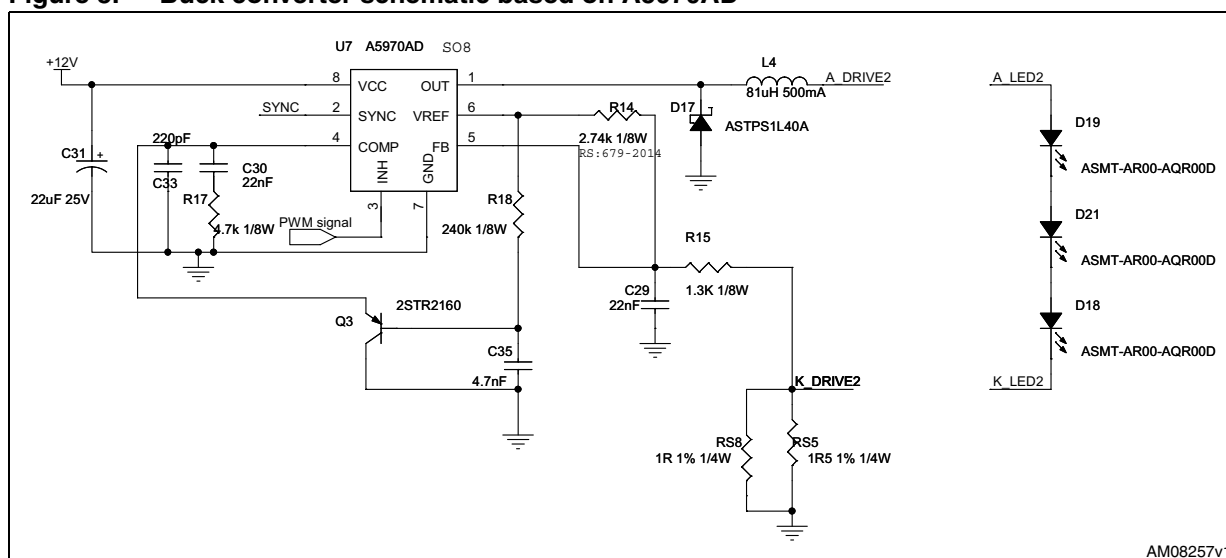 Figure 8. Buck converter schematic based on A5970AD
U7 A5970AD SO8
+12V
8 VCC OUT 1
SYNC 2 SYNC VREF 6
4 COMP FB 5
INH GND
3 7
L4
81uH 500mA
A_DRIVE2
D17
ASTPS1L40A
R14
2.74k 1/8W
RS:679-2014
220pF
C33
C30
22nF
C31 +
22uF 25V
R17
4.7k 1/8W
PWM signal
R18
240k 1/8W
R15
1.3K 1/8W
C29
22nF
Q3
2STR2160
C35
4.7nF
K_DRIVE2
RS8
1R 1% 1/4W
RS5
1R5 1% 1/4W
A_LED2
D19
ASMT-AR00-AQR00D
D21
ASMT-AR00-AQR00D
D18
ASMT-AR00-AQR00D
K_LED2
AM08257v1